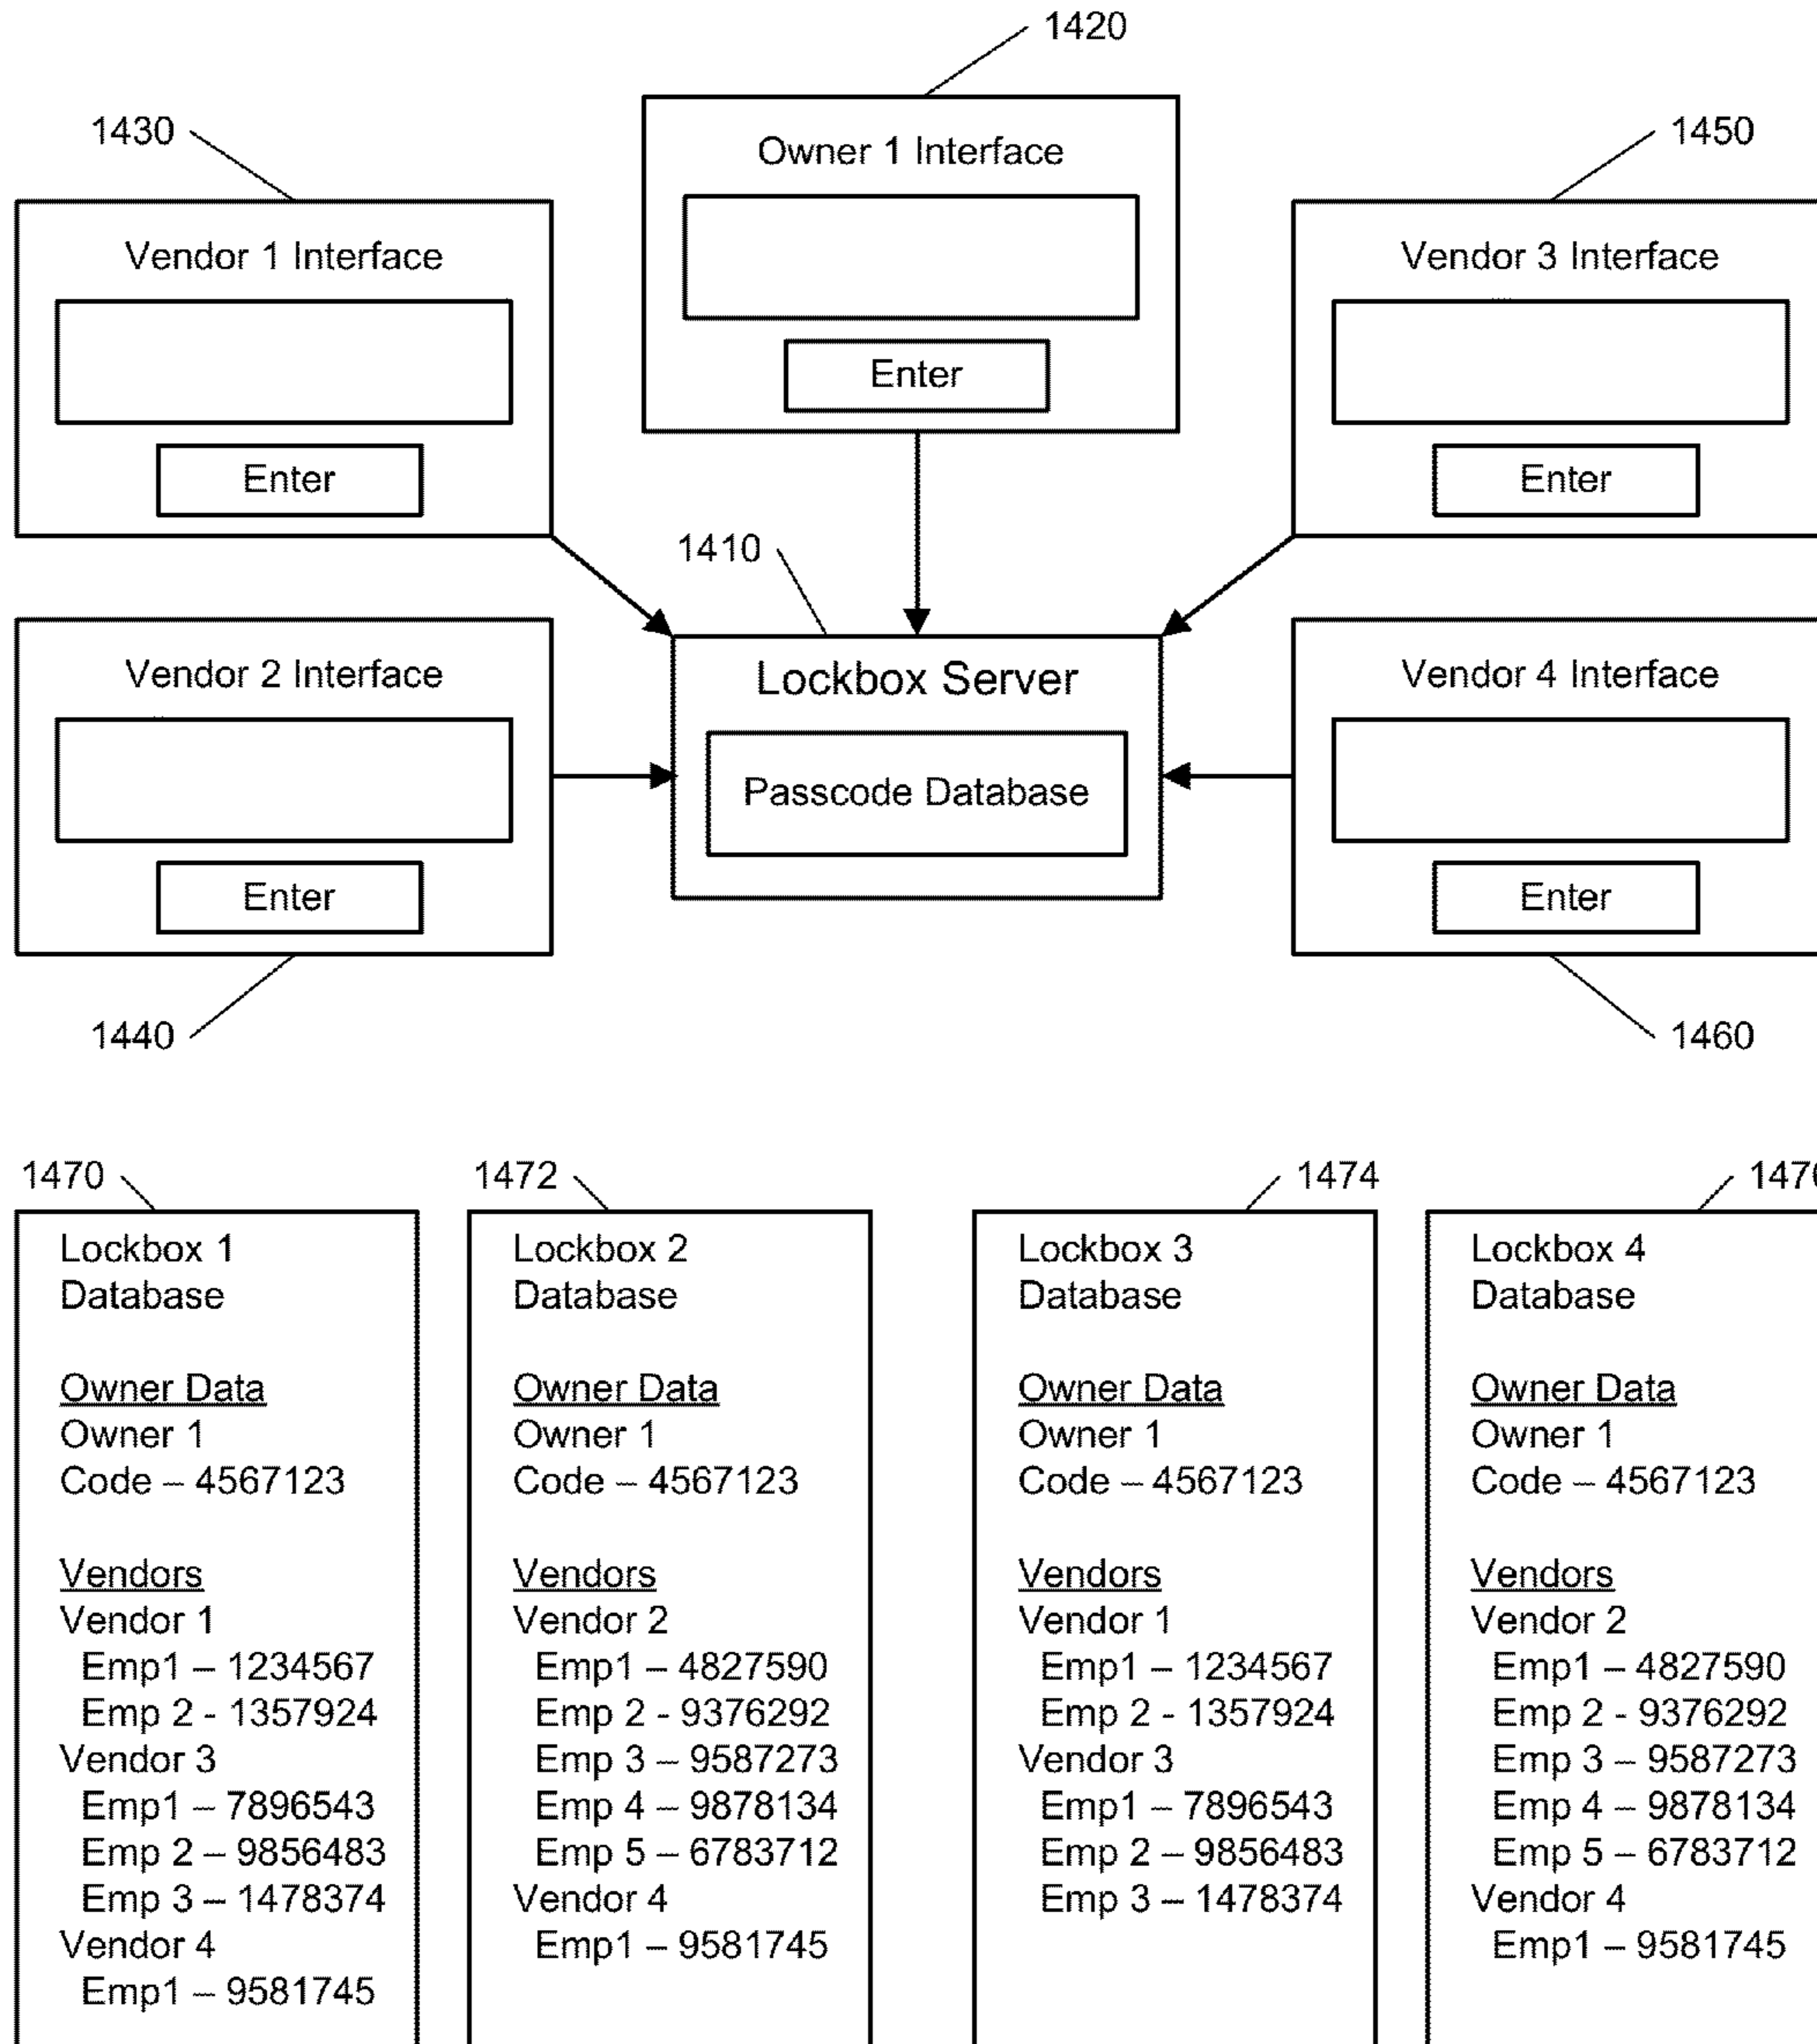 1420
1430
Owner 1 Interface
1450
Vendor 1 Interface
Vendor 3 Interface
Enter
Enter
Enter
1410
Vendor 2 Interface
Lockbox Server
Vendor 4 Interface
Passcode Database
Enter
Enter
1440
1460
1470
1472
1474
Lockbox 1
Database
Owner Data
Owner 1
Code – 4567123
Vendors
Vendor 1
Emp1 – 1234567
Emp 2 - 1357924
Vendor 3
Emp1 – 7896543
Emp 2 – 9856483
Emp 3 – 1478374
Vendor 4
Emp1 – 9581745
Lockbox 2
Database
Owner Data
Owner 1
Code – 4567123
Vendors
Vendor 2
Emp1 – 4827590
Emp 2 - 9376292
Emp 3 – 9587273
Emp 4 – 9878134
Emp 5 – 6783712
Vendor 4
Emp1 – 9581745
Lockbox 3
Database
Owner Data
Owner 1
Code – 4567123
Vendors
Vendor 1
Emp1 – 1234567
Emp 2 - 1357924
Vendor 3
Emp1 – 7896543
Emp 2 – 9856483
Emp 3 – 1478374
Lockbox 4
Database
Owner Data
Owner 1
Code – 4567123
Vendors
Vendor 2
Emp1 – 4827590
Emp 2 - 9376292
Emp 3 – 9587273
Emp 4 – 9878134
Emp 5 – 6783712
Vendor 4
Emp1 – 9581745